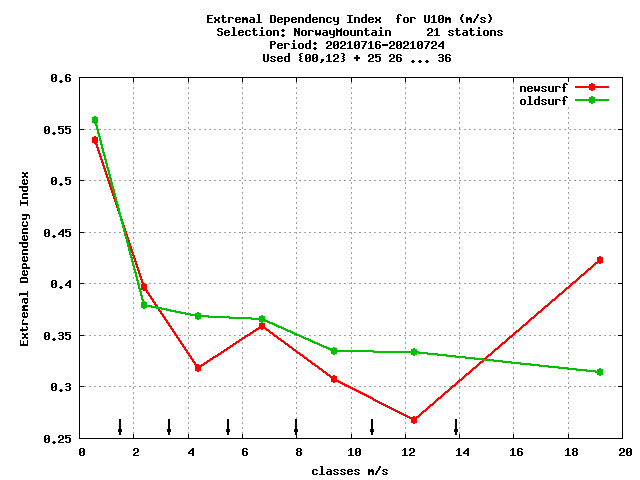 Extremal Dependency Index  for U10m (m/s)
Selection: NorwayMountain     21 stations
Period: 20210716-20210724
Used {00,12} + 25 26 ... 36
newsurf
oldsurf
Extremal Dependency Index
0.6
0.55
0.5
0.45
0.4
0.35
0.3
0.25
0 2 4 6 8 10 12 14 16 18 20
classes m/s